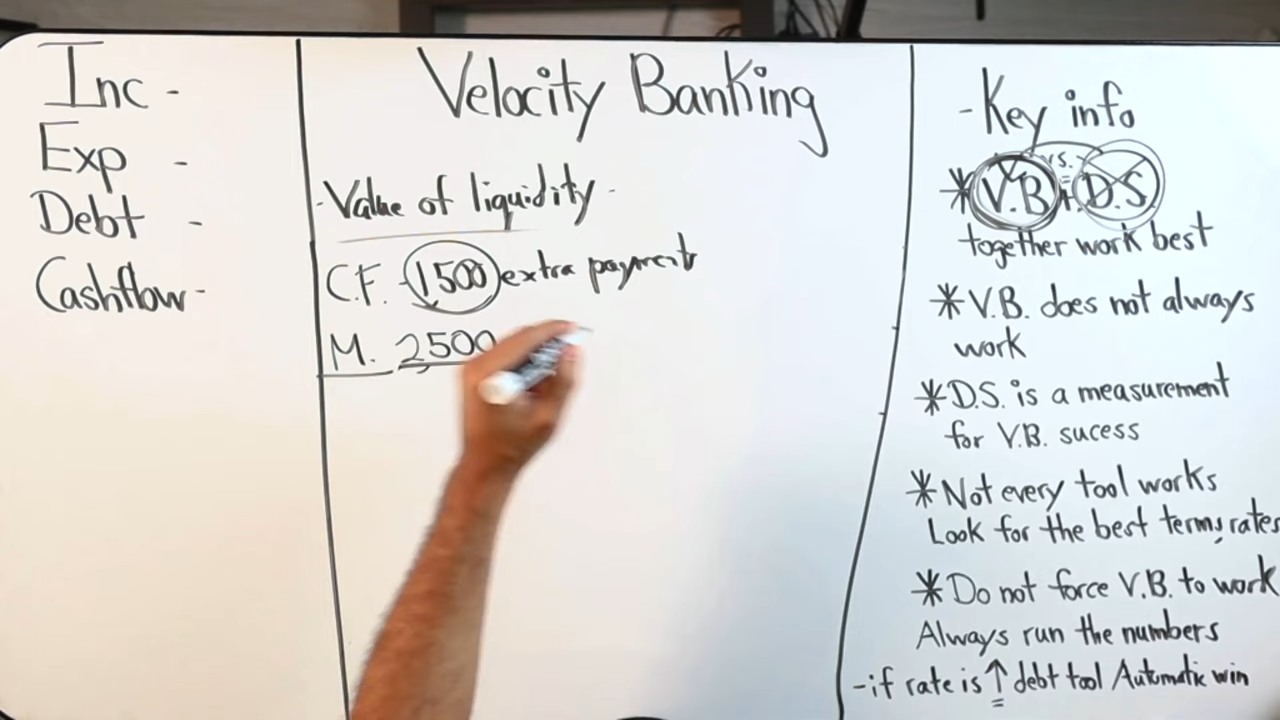 Inc -
Exp -
Debt -
Cashflow -
Velocity Banking
- Value of liquidity -
C.F. - 1500 extra payment
M. 2500
- Key info
vs.
* V.B + D.S.
together work best
* V.B. does not always
work
* D.S. is a measurement
for V.B. sucess
* Not every tool works
Look for the best terms, rates
* Do not force V.B. to work
Always run the numbers
- if rate is ↑ debt tool Automatic win